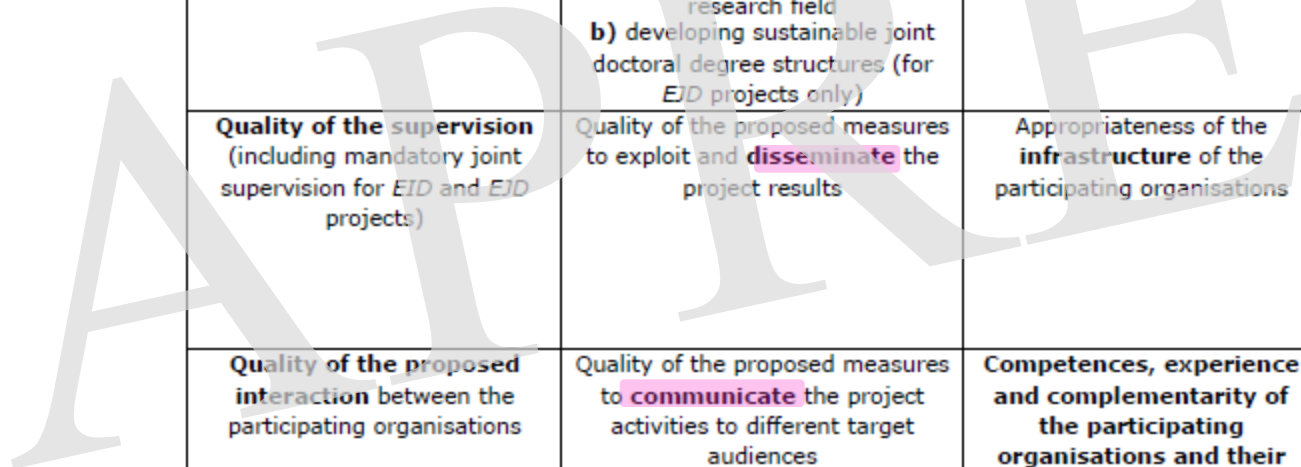 research field
b) developing sustainable joint
doctoral degree structures (for
EJD projects only)
Quality of the supervision
(including mandatory joint
supervision for EID and EJD
projects)
Quality of the proposed measures
to exploit and disseminate the
project results
Appropriateness of the
infrastructure of the
participating organisations
Quality of the proposed
interaction between the
participating organisations
Quality of the proposed measures
to communicate the project
activities to different target
audiences
Competences, experience
and complementarity of
the participating
organisations and their
APRE